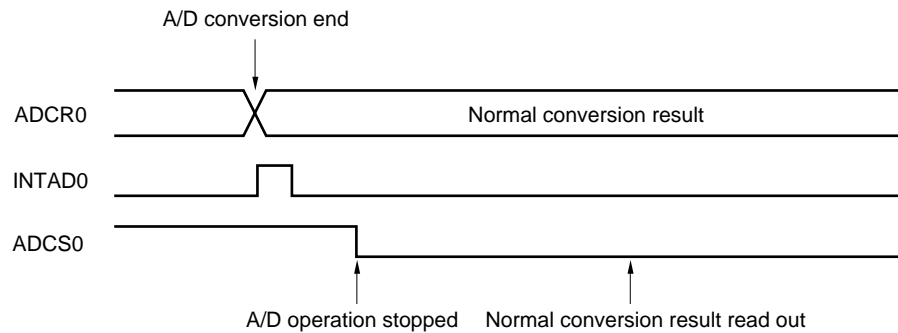 A/D conversion end
ADCR0
Normal conversion result
INTAD0
ADCS0
A/D operation stopped
Normal conversion result read out